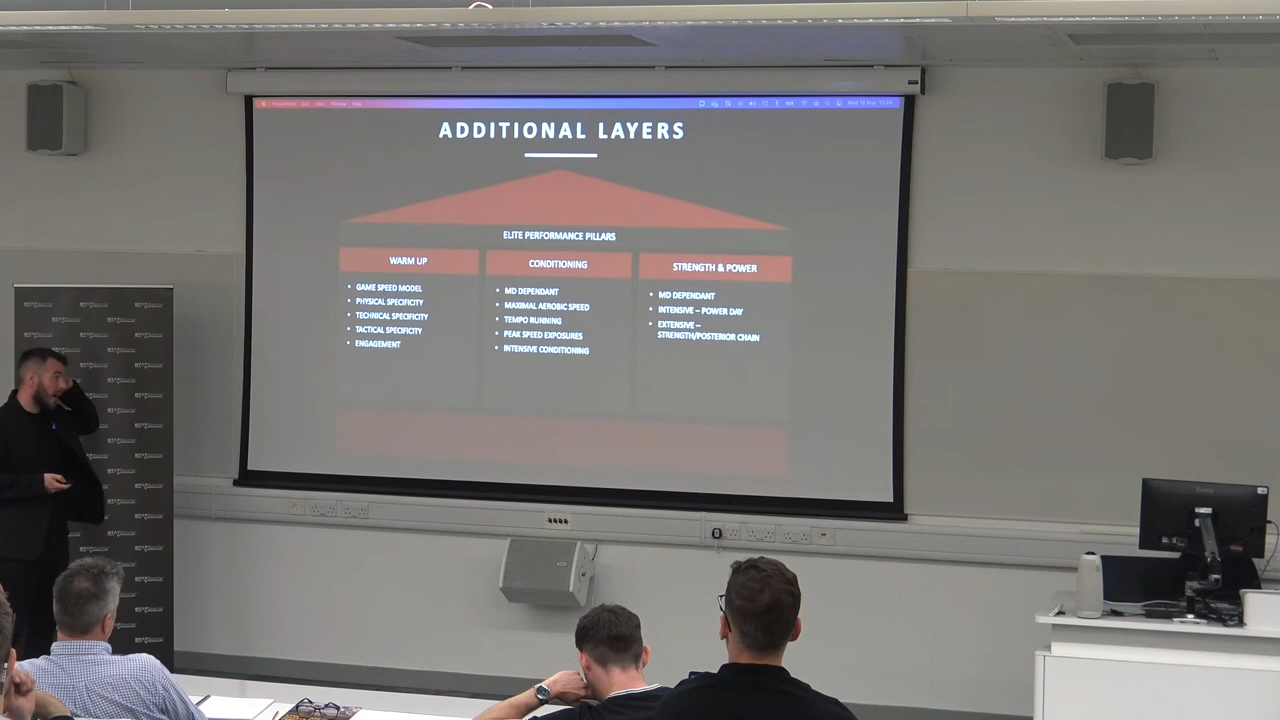 ADDITIONAL LAYERS
ELITE PERFORMANCE PILLARS
WARM UP
• GAME SPEED MODEL
• PHYSICAL SPECIFICITY
• TECHNICAL SPECIFICITY
• TACTICAL SPECIFICITY
• ENGAGEMENT
CONDITIONING
• MD DEPENDANT
• MAXIMAL AEROBIC SPEED
• TEMPO RUNNING
• PEAK SPEED EXPOSURES
• INTENSIVE CONDITIONING
STRENGTH & POWER
• MD DEPENDANT
• INTENSIVE – POWER DAY
• EXTENSIVE –
STRENGTH/POSTERIOR CHAIN